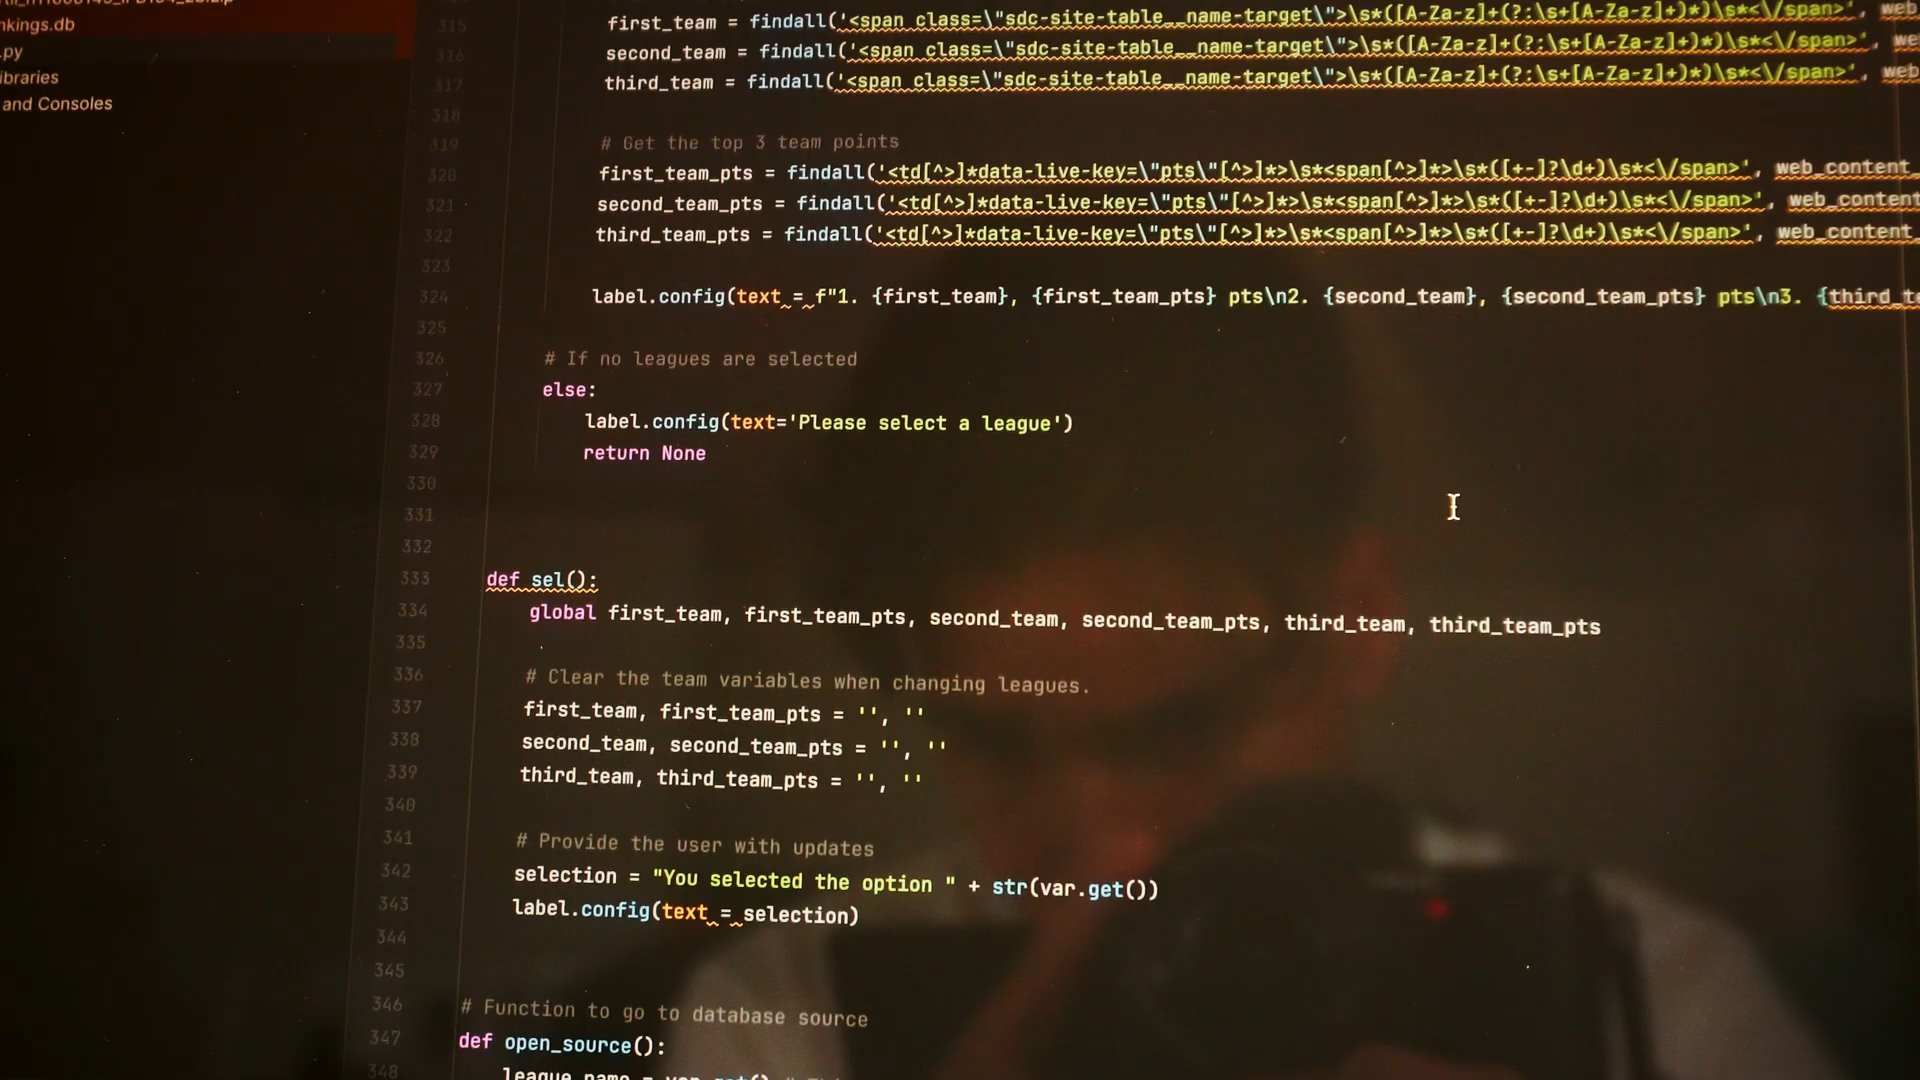 nkings.db
.py
ibraries
and Consoles
315 first_team = findall('<span class=\"sdc-site-table__name-target\">\s*([A-Za-z]+(?:\s+[A-Za-z]+)*)\s*<\/span>', web
316 second_team = findall('<span class=\"sdc-site-table__name-target\">\s*([A-Za-z]+(?:\s+[A-Za-z]+)*)\s*<\/span>', we
317 third_team = findall('<span class=\"sdc-site-table__name-target\">\s*([A-Za-z]+(?:\s+[A-Za-z]+)*)\s*<\/span>', web
318
319 # Get the top 3 team points
320 first_team_pts = findall('<td[^>]*data-live-key=\"pts\"[^>]*>\s*<span[^>]*>\s*([+-]?\d+)\s*<\/span>', web_content_
321 second_team_pts = findall('<td[^>]*data-live-key=\"pts\"[^>]*>\s*<span[^>]*>\s*([+-]?\d+)\s*<\/span>', web_content
322 third_team_pts = findall('<td[^>]*data-live-key=\"pts\"[^>]*>\s*<span[^>]*>\s*([+-]?\d+)\s*<\/span>', web_content_
323
324 label.config(text = f"1. {first_team}, {first_team_pts} pts\n2. {second_team}, {second_team_pts} pts\n3. {third_te
325
326 # If no leagues are selected
327 else:
328 label.config(text='Please select a league')
329 return None
330
331
332
333 def sel():
334 global first_team, first_team_pts, second_team, second_team_pts, third_team, third_team_pts
335
336 # Clear the team variables when changing leagues.
337 first_team, first_team_pts = '', ''
338 second_team, second_team_pts = '', ''
339 third_team, third_team_pts = '', ''
340
341 # Provide the user with updates
342 selection = "You selected the option " + str(var.get())
343 label.config(text = selection)
344
345
346 # Function to go to database source
347 def open_source():
348 league_name = var.get()